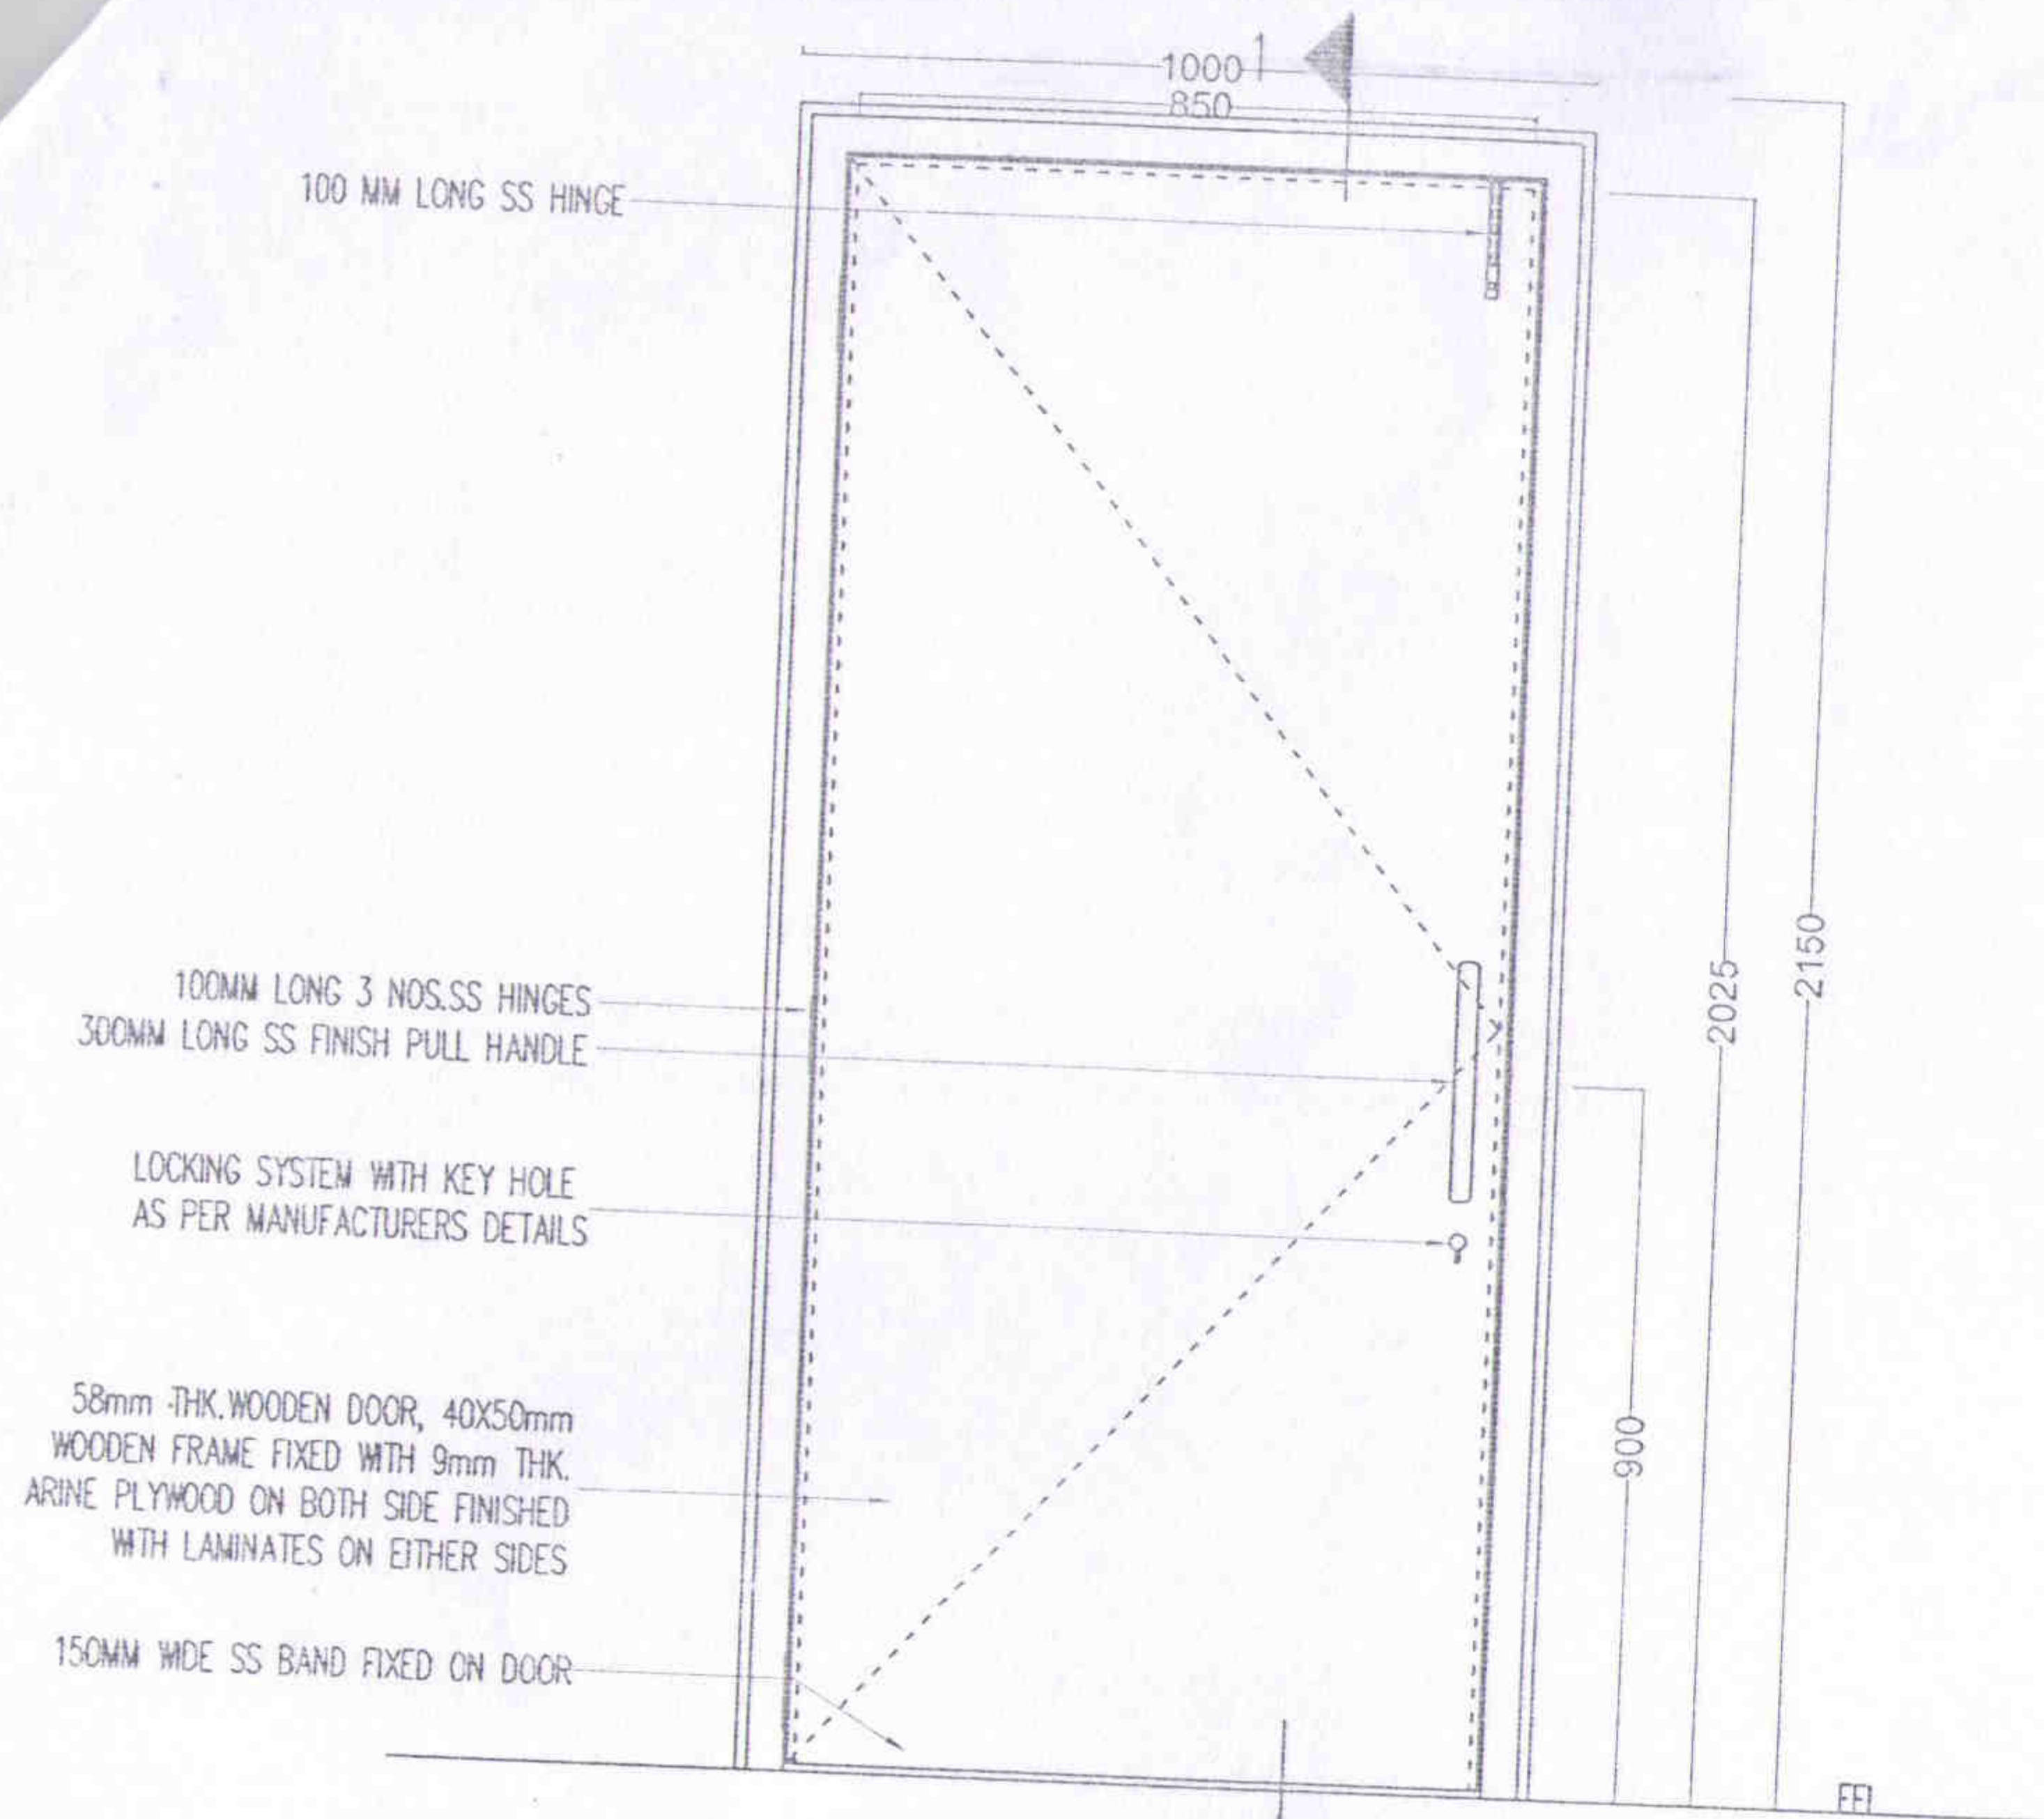 1000
1
850
100 MM LONG SS HINGE
100MM LONG 3 NOS.SS HINGES
300MM LONG SS FINISH PULL HANDLE
LOCKING SYSTEM WITH KEY HOLE
AS PER MANUFACTURERS DETAILS
58mm THK.WOODEN DOOR, 40X50mm
WOODEN FRAME FIXED WITH 9mm THK.
ARINE PLYWOOD ON BOTH SIDE FINISHED
WITH LAMINATES ON EITHER SIDES
150MM WIDE SS BAND FIXED ON DOOR
900
2025
2150